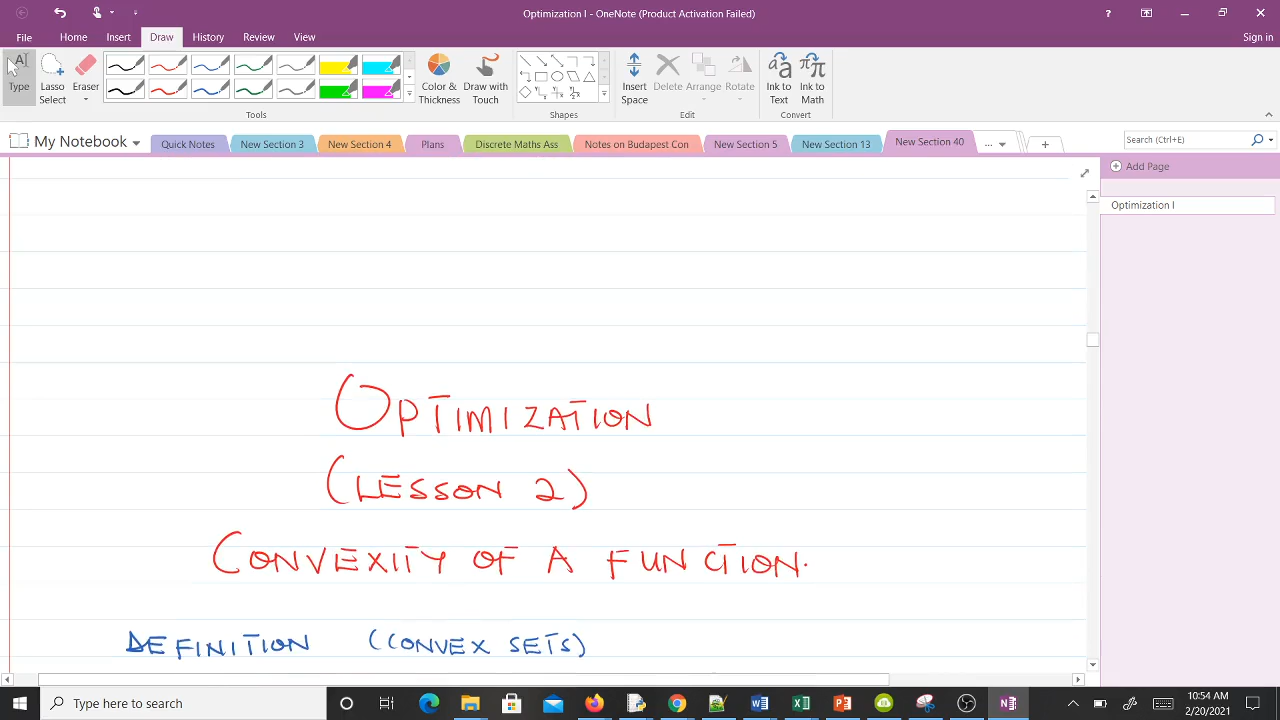 Optimization I - OneNote (Product Activation Failed)
File Home Insert Draw History Review View Sign in
Type Lasso Select Eraser Color & Thickness Draw with Touch Insert Space Delete Arrange Rotate Ink to Text Ink to Math
Tools Shapes Edit Convert
My Notebook Quick Notes New Section 3 New Section 4 Plans Discrete Maths Ass Notes on Budapest Con New Section 5 New Section 13 New Section 40 ... Search (Ctrl+E)
Add Page
Optimization I
OPTIMIZATION
(LESSON 2)
CONVEXITY OF A FUNCTION.
DEFINITION (CONVEX SETS)
Type here to search
10:54 AM
2/20/2021